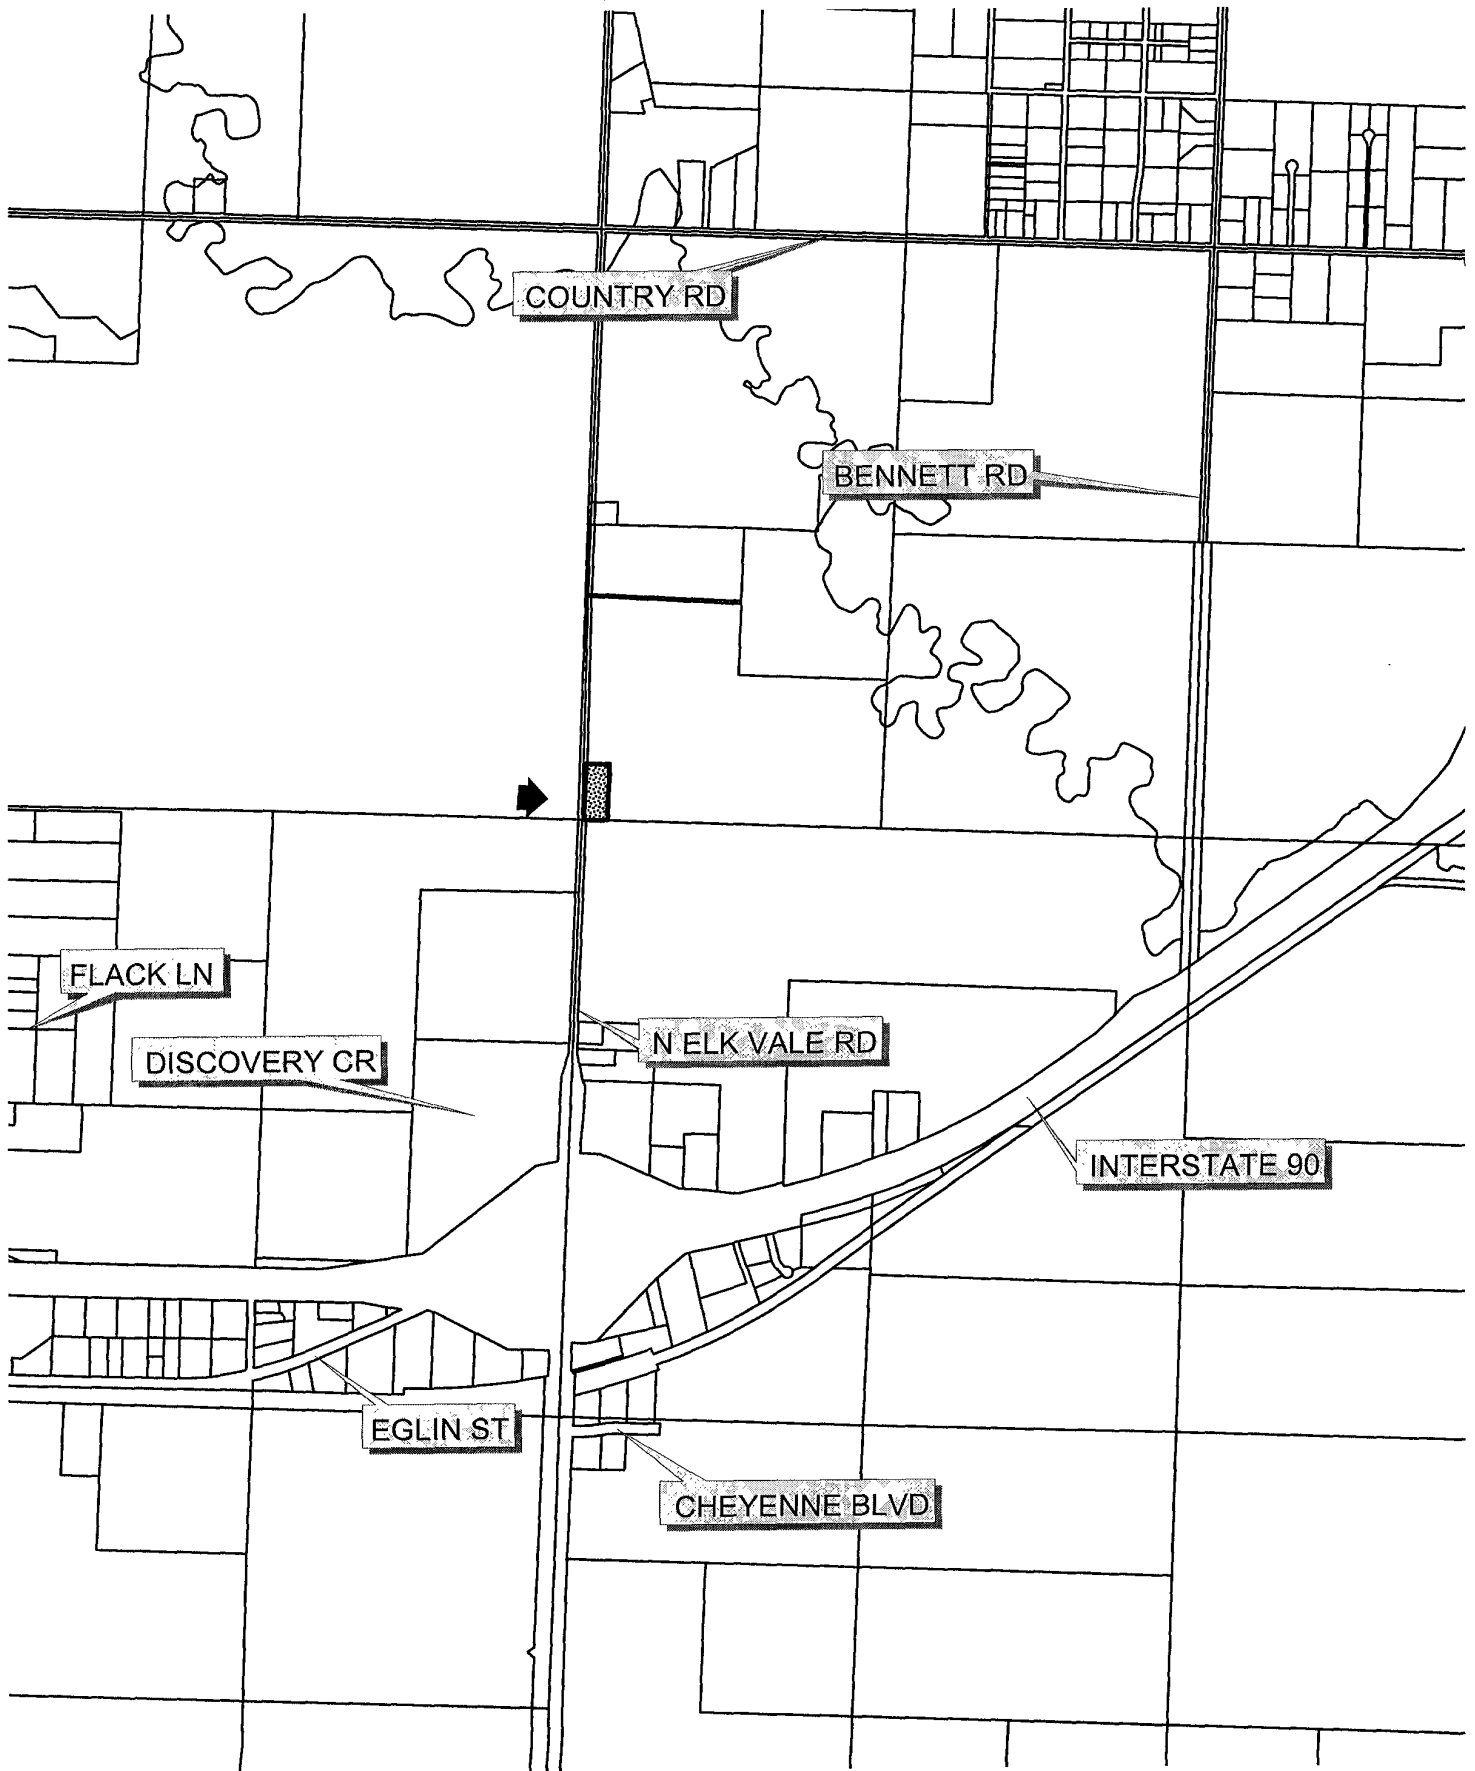 COUNTRY RD
BENNETT RD
FLACK LN
N ELK VALE RD
DISCOVERY CR
INTERSTATE 90
EGLIN ST
CHEYENNE BLVD